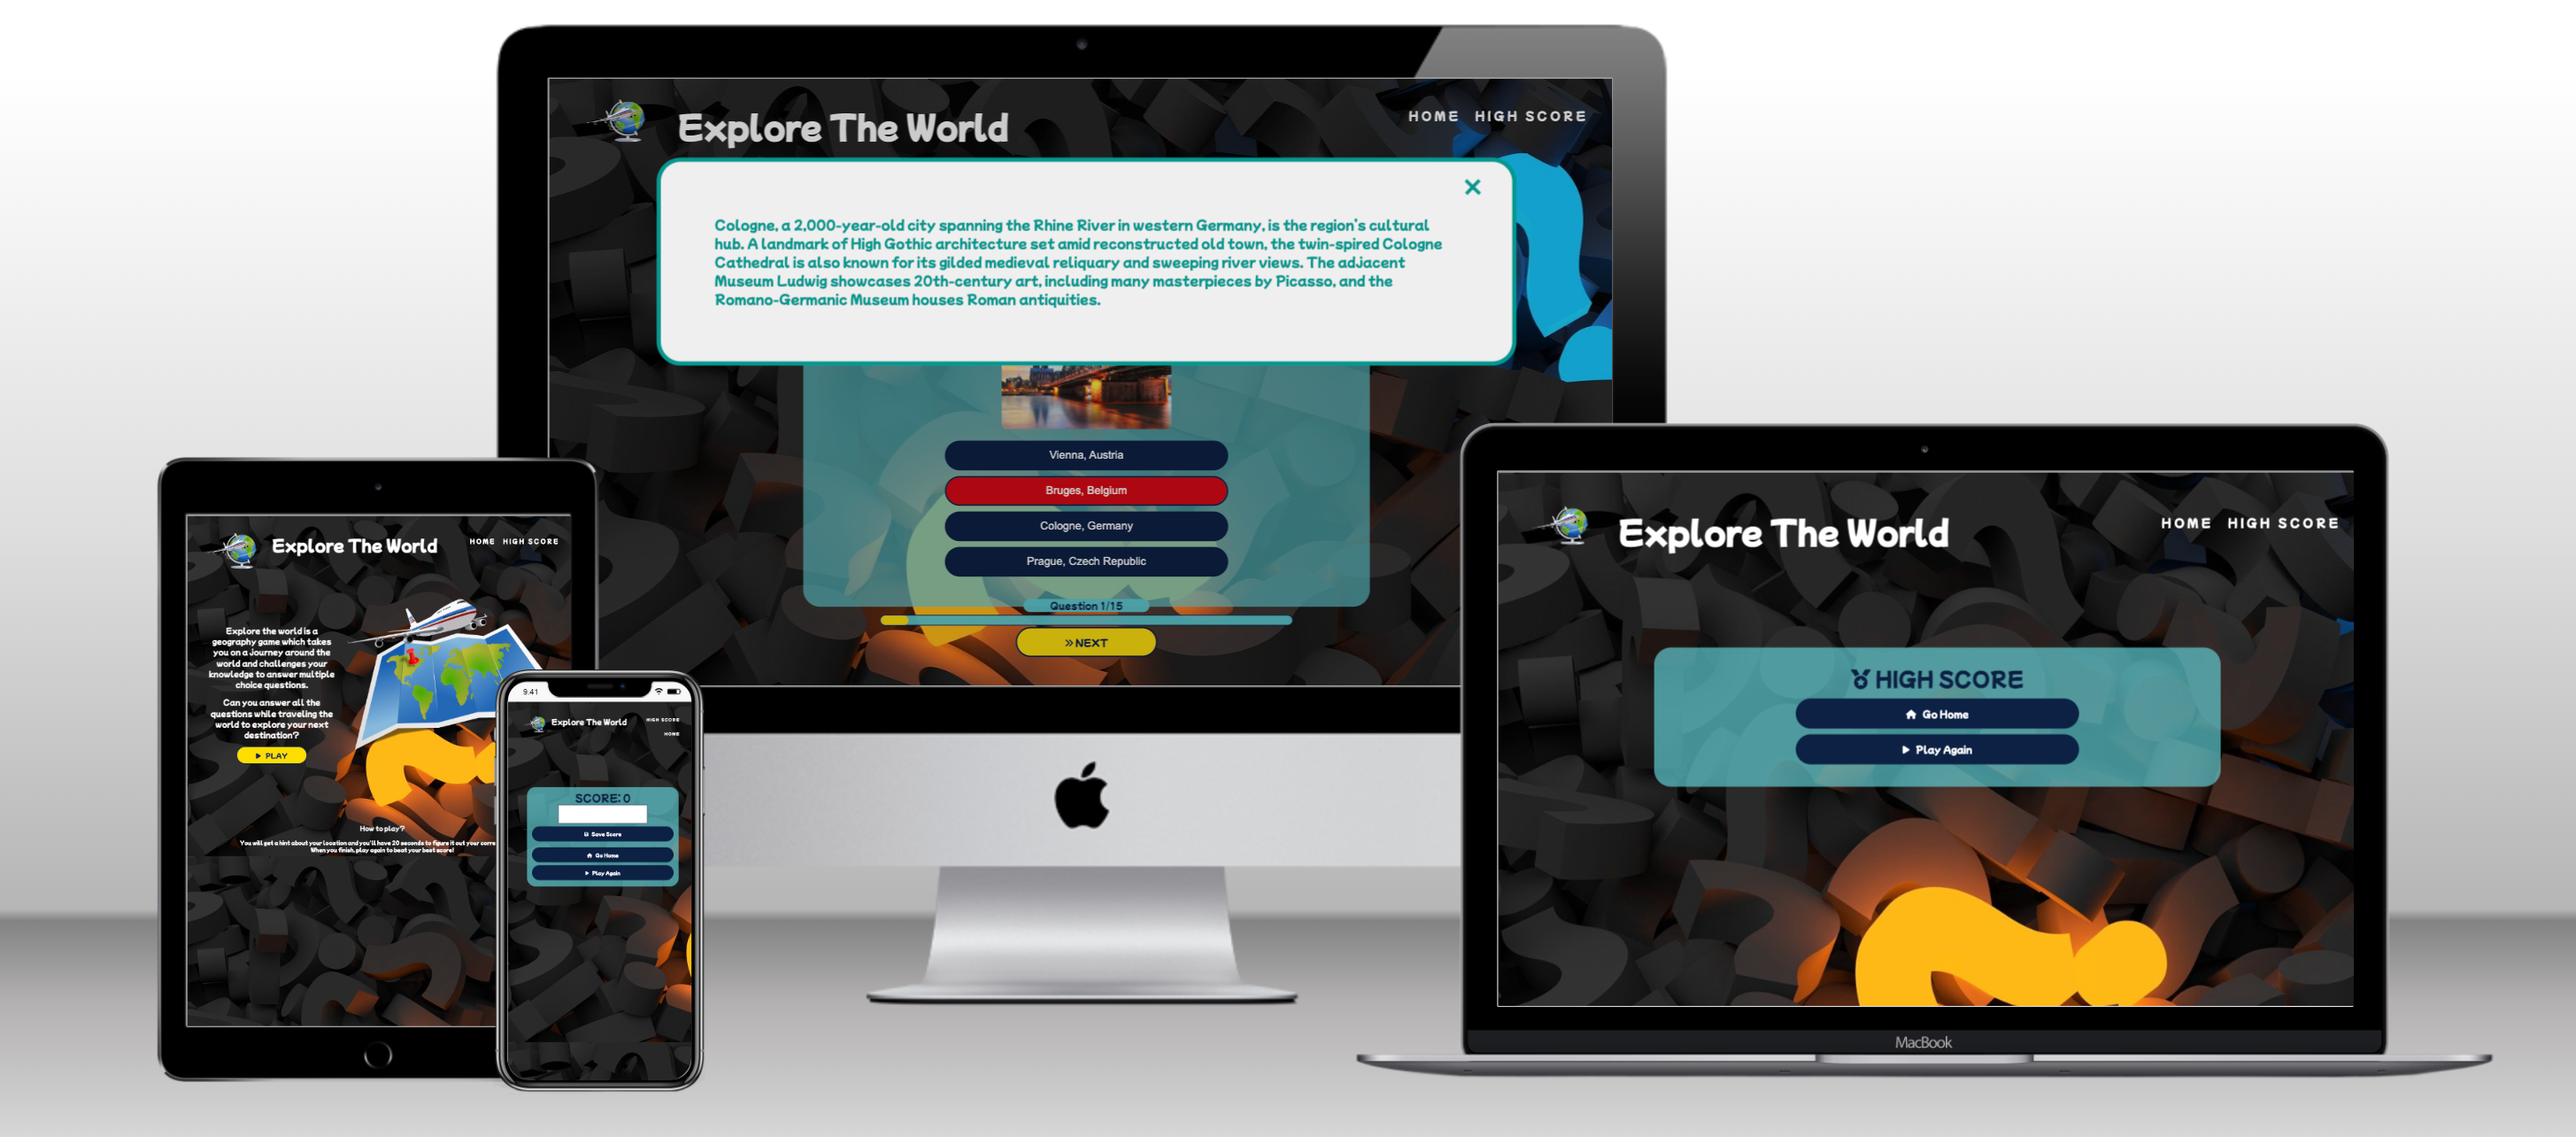 Explore The World
HOME HIGH SCORE
×
Cologne, a 2,000-year-old city spanning the Rhine River in western Germany, is the region's cultural
hub. A landmark of High Gothic architecture set amid reconstructed old town, the twin-spired Cologne
Cathedral is also known for its gilded medieval reliquary and sweeping river views. The adjacent
Museum Ludwig showcases 20th-century art, including many masterpieces by Picasso, and the
Romano-Germanic Museum houses Roman antiquities.
Vienna, Austria
Bruges, Belgium
Cologne, Germany
Prague, Czech Republic
Question 1/15
» NEXT
Explore The World
HOME HIGH SCORE
Explore the world is a
geography game which takes
you on a Journey around the
world and challenges your
knowledge to answer multiple
choice questions.
Can you answer all the
questions while traveling the
world to explore your next
destination?
PLAY
How to play?
You will get a hint about your location and you'll have 20 seconds to figure it out your corre
When you finish, play again to beat your best score!
9:41
Explore The World
HIGH SCORE
HOME
SCORE: 0
Save Score
Go Home
Play Again
Explore The World
HOME HIGH SCORE
HIGH SCORE
Go Home
Play Again
MacBook